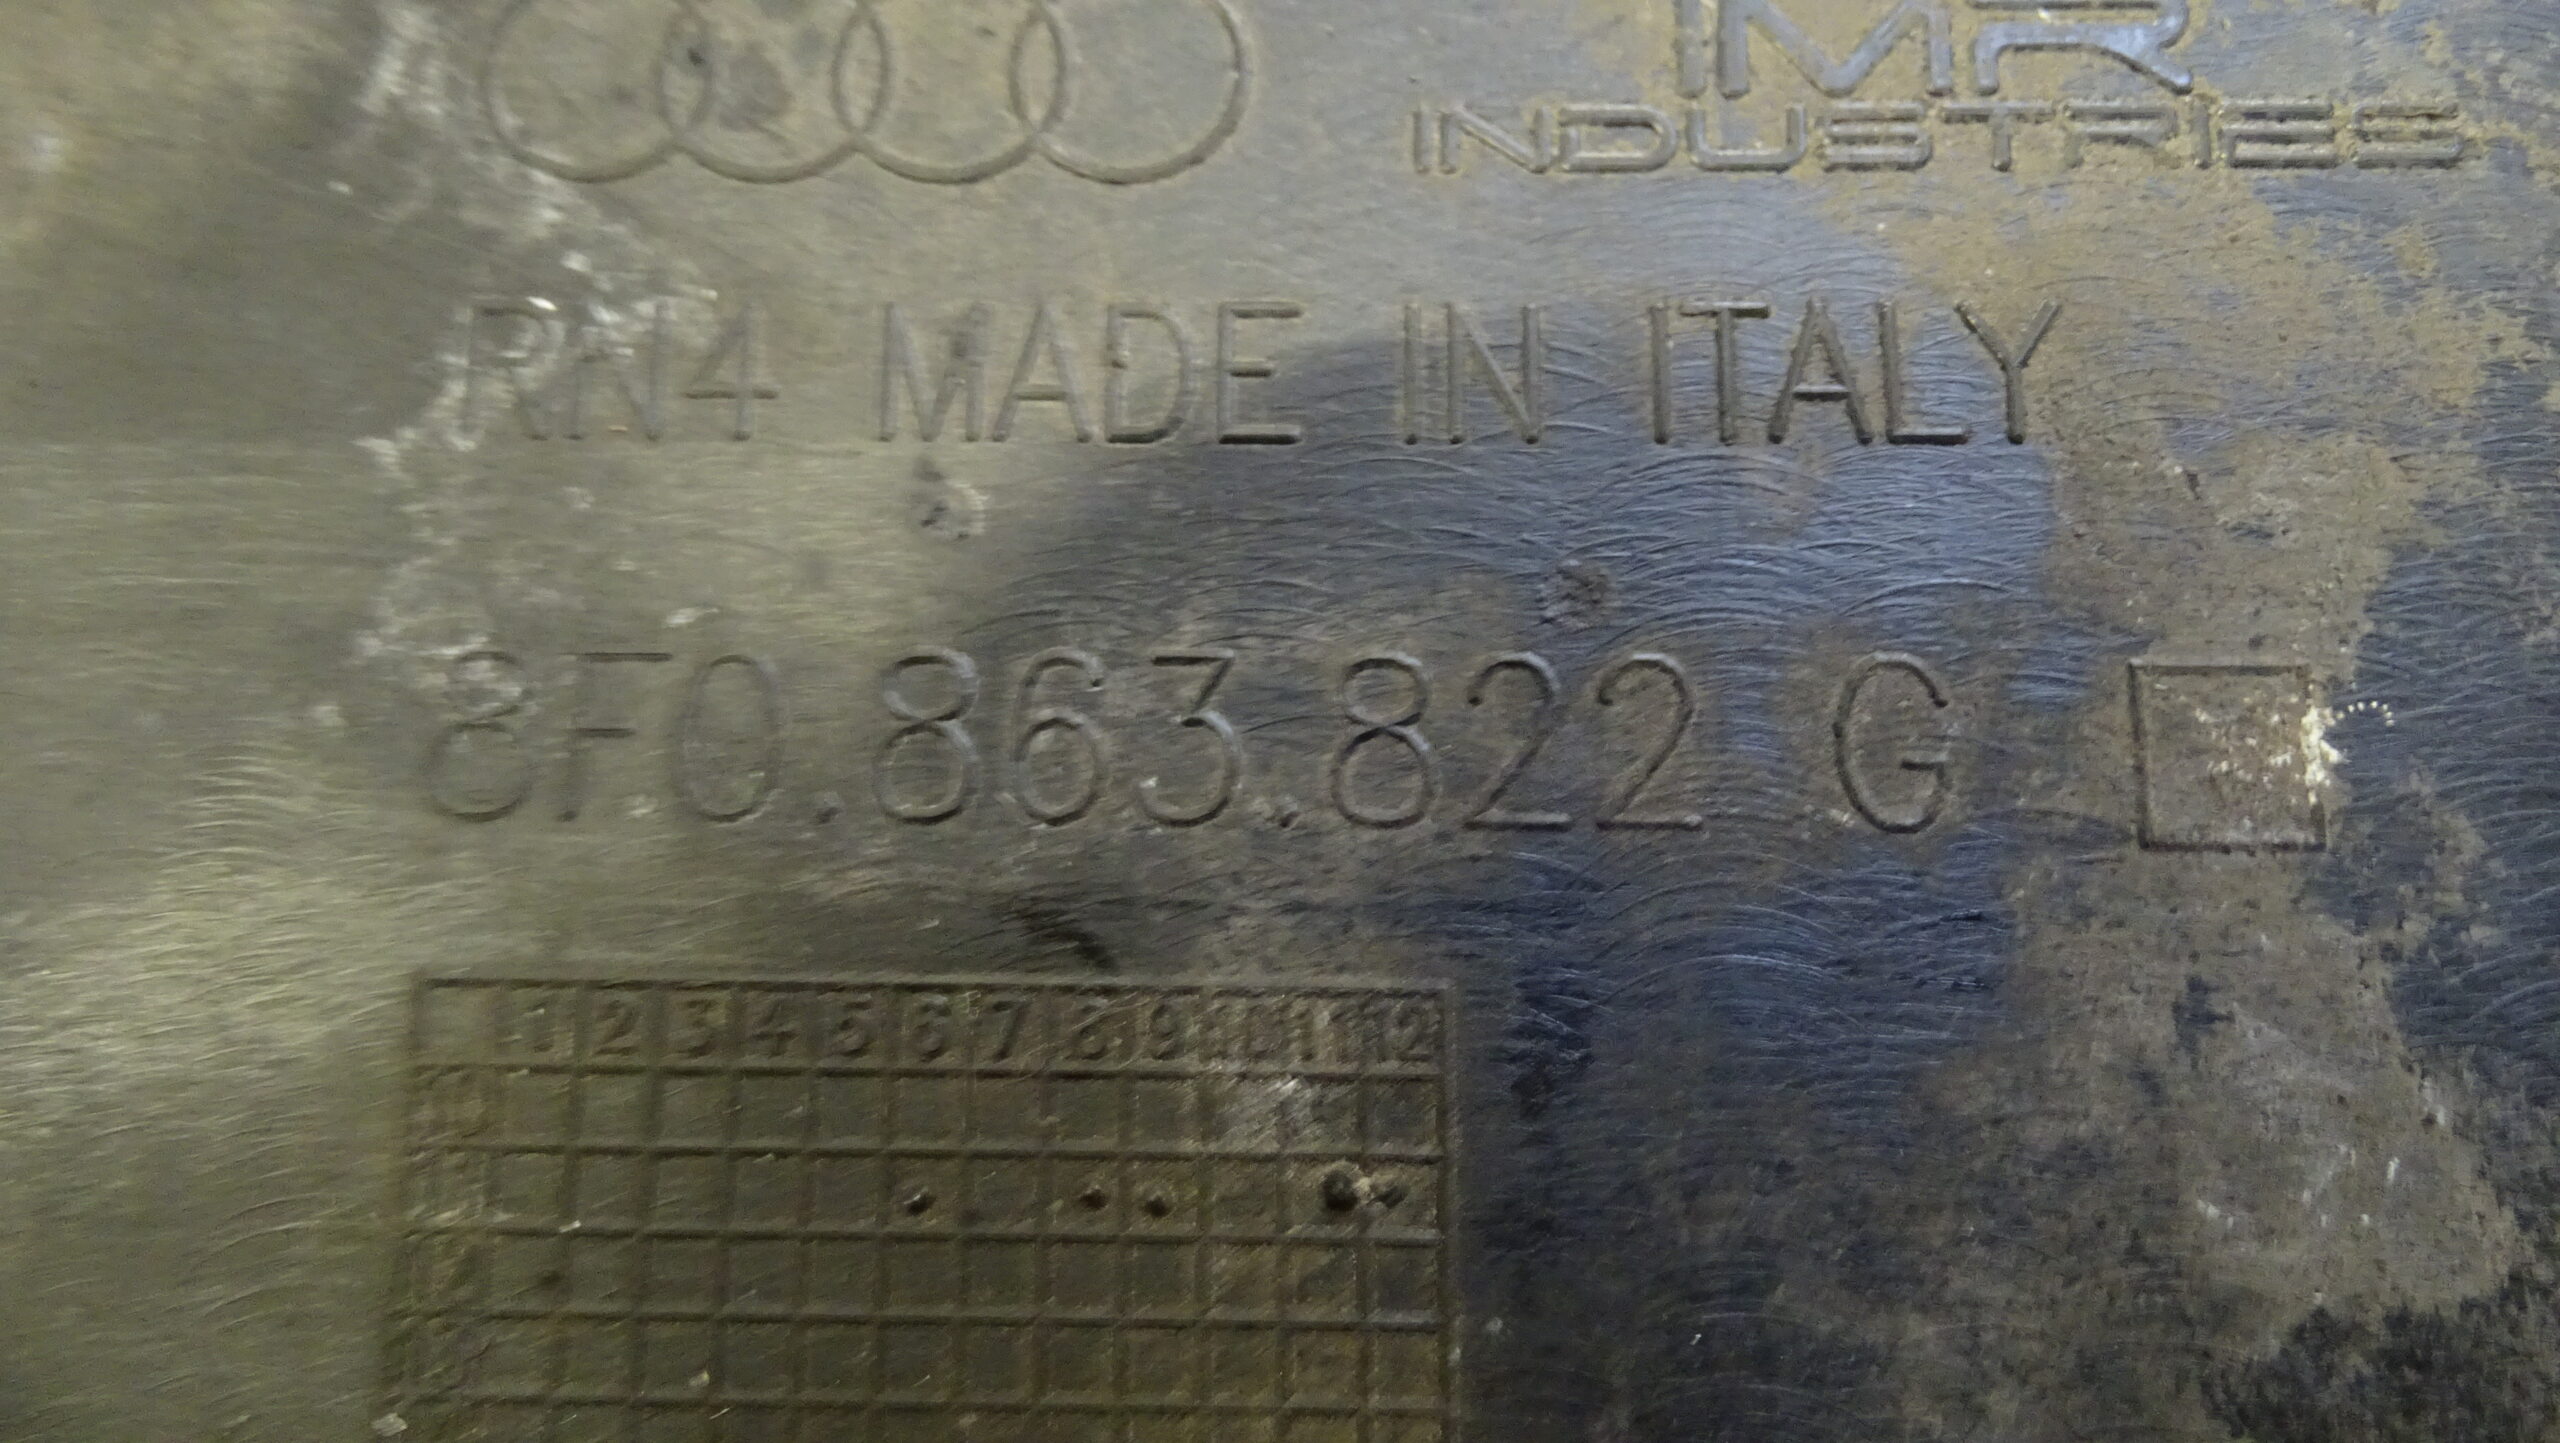 IMR
INDUSTRIES
RN4 MADE IN ITALY
8F0.863.822 G
1 2 3 4 5 6 7 8 9 10 11 12